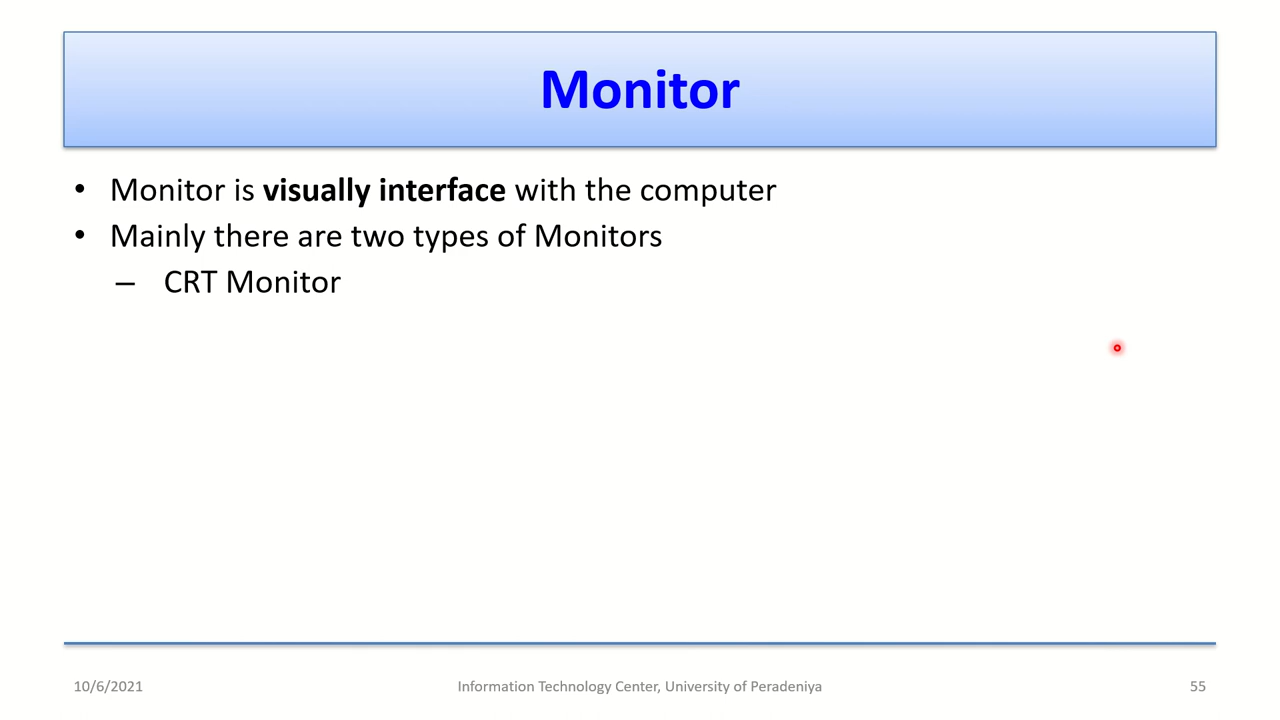 Monitor
• Monitor is visually interface with the computer
• Mainly there are two types of Monitors
– CRT Monitor
10/6/2021
Information Technology Center, University of Peradeniya
55